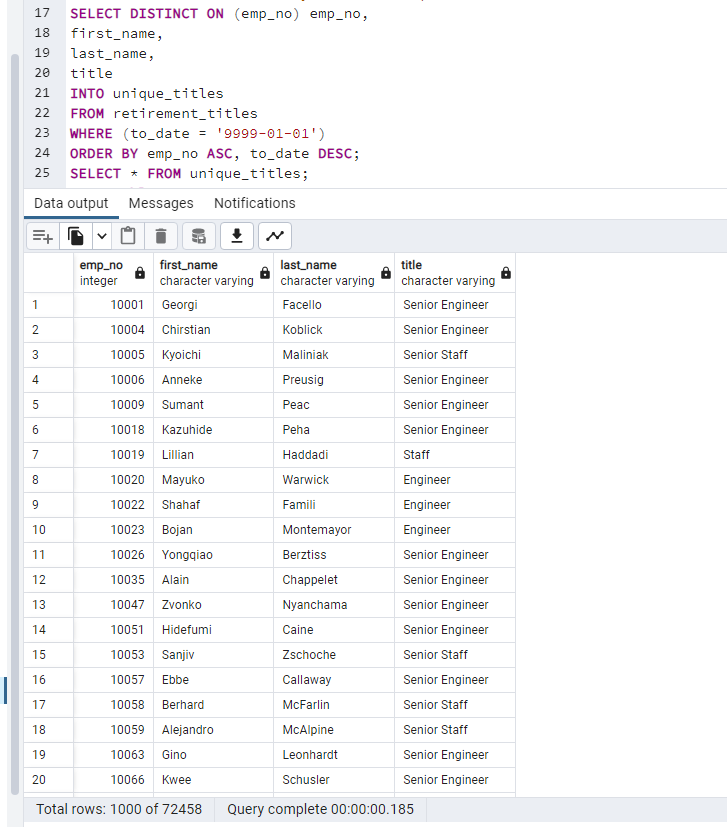 17 SELECT DISTINCT ON (emp_no) emp_no,
18 first_name,
19 last_name,
20 title
21 INTO unique_titles
22 FROM retirement_titles
23 WHERE (to_date = '9999-01-01')
24 ORDER BY emp_no ASC, to_date DESC;
25 SELECT * FROM unique_titles;
Data output Messages Notifications
emp_no first_name last_name title
integer character varying character varying character varying
1 10001 Georgi Facello Senior Engineer
2 10004 Chirstian Koblick Senior Engineer
3 10005 Kyoichi Maliniak Senior Staff
4 10006 Anneke Preusig Senior Engineer
5 10009 Sumant Peac Senior Engineer
6 10018 Kazuhide Peha Senior Engineer
7 10019 Lillian Haddadi Staff
8 10020 Mayuko Warwick Engineer
9 10022 Shahaf Famili Engineer
10 10023 Bojan Montemayor Engineer
11 10026 Yongqiao Berztiss Senior Engineer
12 10035 Alain Chappelet Senior Engineer
13 10047 Zvonko Nyanchama Senior Engineer
14 10051 Hidefumi Caine Senior Engineer
15 10053 Sanjiv Zschoche Senior Staff
16 10057 Ebbe Callaway Senior Engineer
17 10058 Berhard McFarlin Senior Staff
18 10059 Alejandro McAlpine Senior Staff
19 10063 Gino Leonhardt Senior Engineer
20 10066 Kwee Schusler Senior Engineer
Total rows: 1000 of 72458 Query complete 00:00:00.185